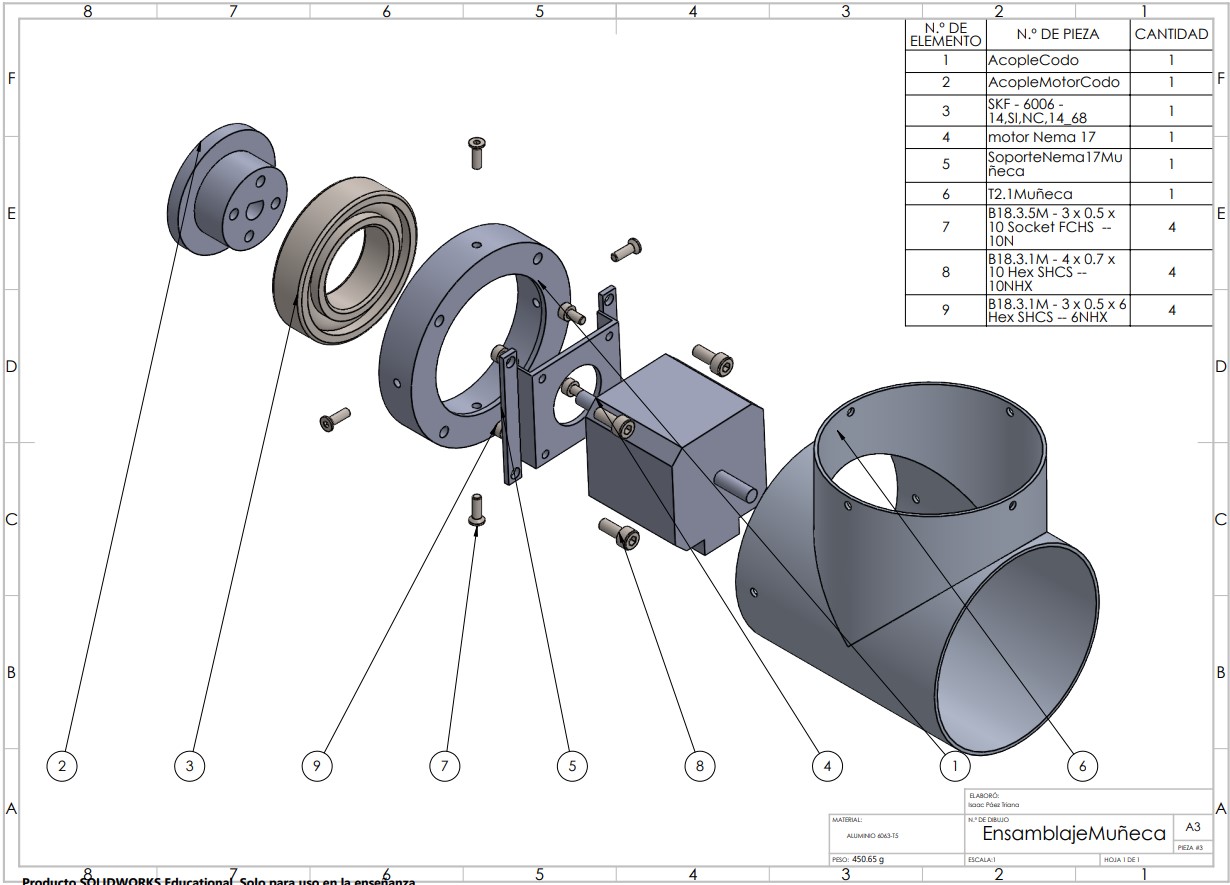 8 7 6 5 4 3 2 1
N.º DE ELEMENTO N.º DE PIEZA CANTIDAD
1 AcopleCodo 1
2 AcopleMotorCodo 1
3 SKF - 6006 -
14,SI,NC,14_68 1
4 motor Nema 17 1
5 SoporteNema17Mu
ñeca 1
6 T2.1Muñeca 1
7 B18.3.5M - 3 x 0.5 x
10 Socket FCHS --
10N 4
8 B18.3.1M - 4 x 0.7 x
10 Hex SHCS --
10NHX 4
9 B18.3.1M - 3 x 0.5 x 6
Hex SHCS -- 6NHX 4
F F
E E
D D
C C
B B
2 3 9 7 5 8 4 1 6
A A
ELABORÓ:
Isaac Páez Triana
MATERIAL:
ALUMINIO 6063-T5
N.º DE DIBUJO
EnsamblajeMuñeca
A3
PIEZA #3
PESO: 450.65 g
ESCALA:1
HOJA 1 DE 1
8 7 6 5 4 3 2 1
Producto SOLIDWORKS Educational. Solo para uso en la enseñanza.